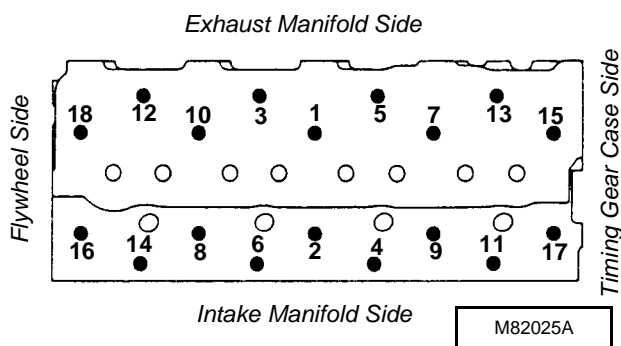 Exhaust Manifold Side
Flywheel Side
12 3 5 13
18 10 1 7 15
16 14 8 6 2 4 9 11 17
Timing Gear Case Side
Intake Manifold Side
M82025A